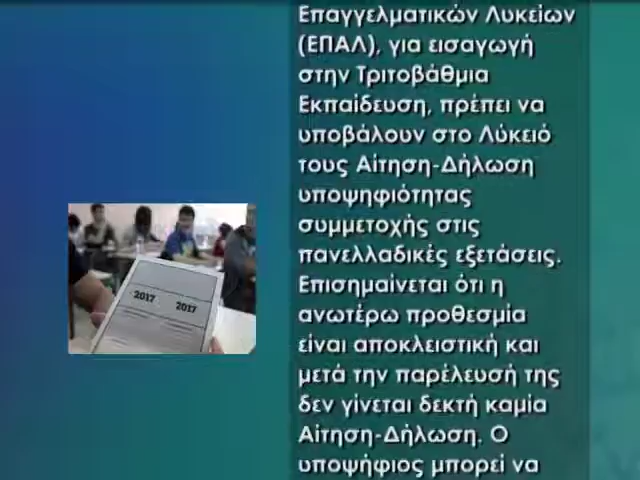 Επαγγελματικών Λυκείων
(ΕΠΑΛ), για εισαγωγή
στην Τριτοβάθμια
Εκπαίδευση, πρέπει να
υποβάλουν στο Λύκειό
τους Αίτηση-Δήλωση
υποψηφιότητας
συμμετοχής στις
πανελλαδικές εξετάσεις.
Επισημαίνεται ότι η
ανωτέρω προθεσμία
είναι αποκλειστική και
μετά την παρέλευσή της
δεν γίνεται δεκτή καμία
Αίτηση-Δήλωση. Ο
υποψήφιος μπορεί να
2017 2017